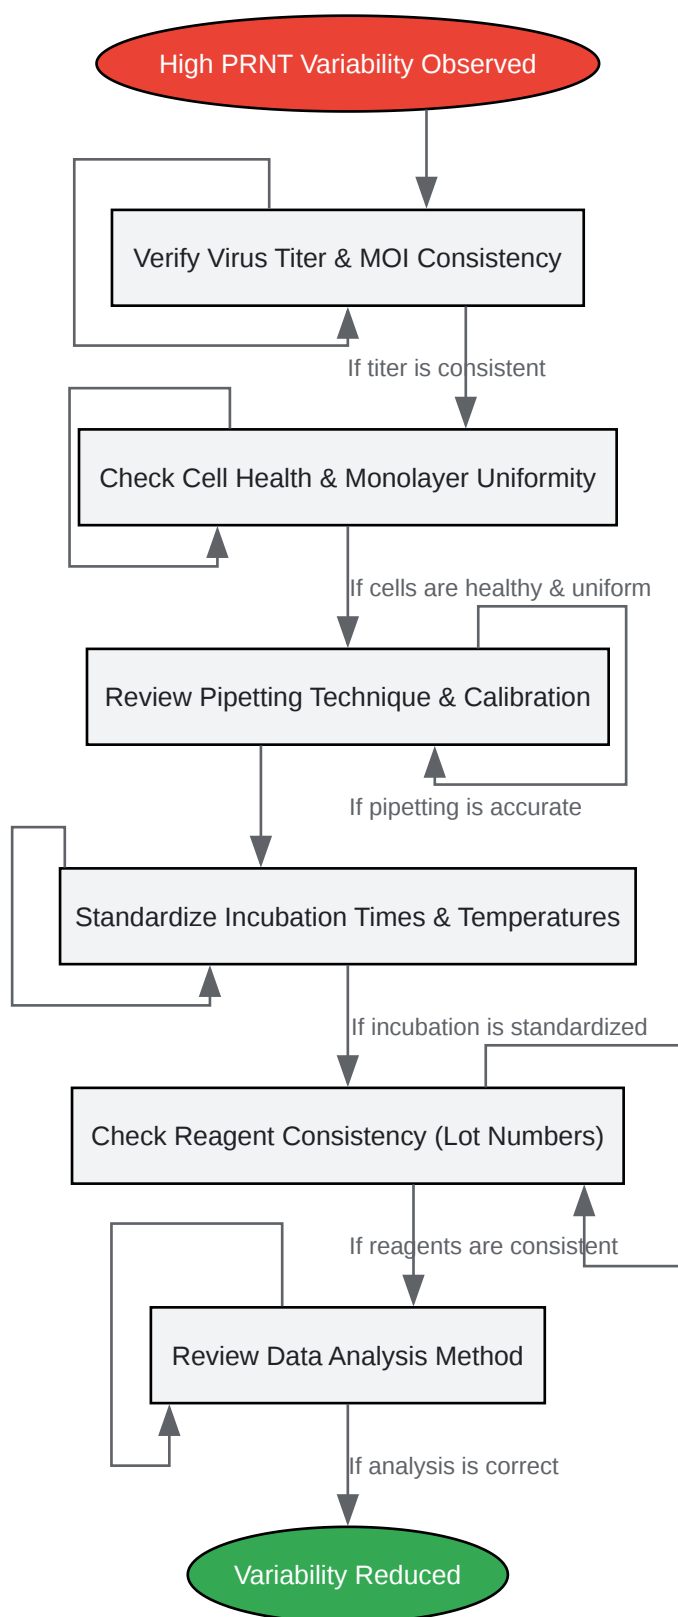 High PRNT Variability Observed
Verify Virus Titer & MOI Consistency
If titer is consistent
Check Cell Health & Monolayer Uniformity
If cells are healthy & uniform
Review Pipetting Technique & Calibration
If pipetting is accurate
Standardize Incubation Times & Temperatures
If incubation is standardized
Check Reagent Consistency (Lot Numbers)
If reagents are consistent
Review Data Analysis Method
If analysis is correct
Variability Reduced